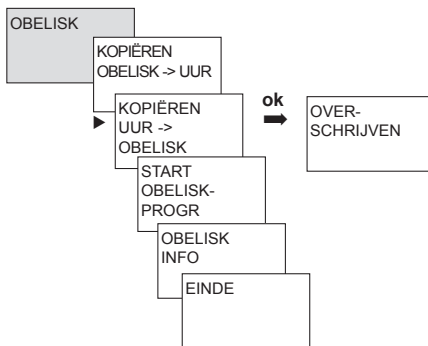 OBELISK
KOPIËREN
OBELISK -> UUR
KOPIËREN
UUR ->
OBELISK
ok
OVER-
SCHRIJVEN
START
OBELISK-
PROGR
OBELISK
INFO
EINDE